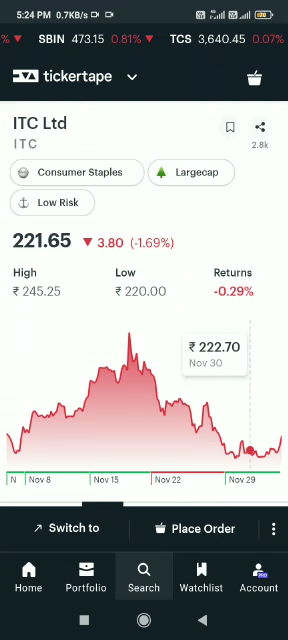 5:24 PM 0.7KB/s
% ▼ SBIN 473.15 0.81% ▼ TCS 3,640.45 0.07%
tickertape
ITC Ltd
ITC
2.8k
Consumer Staples
Largecap
Low Risk
221.65 ▼ 3.80 (-1.69%)
High Low Returns
₹ 245.25 ₹ 220.00 -0.29%
₹ 222.70
Nov 30
N Nov 8 Nov 15 Nov 22 Nov 29
Switch to Place Order
Home Portfolio Search Watchlist Account